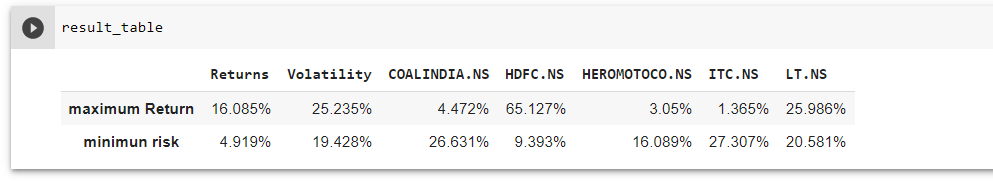 result_table
Returns Volatility COALINDIA.NS HDFC.NS HEROMOTOCO.NS ITC.NS LT.NS
maximum Return 16.085% 25.235% 4.472% 65.127% 3.05% 1.365% 25.986%
minimun risk 4.919% 19.428% 26.631% 9.393% 16.089% 27.307% 20.581%